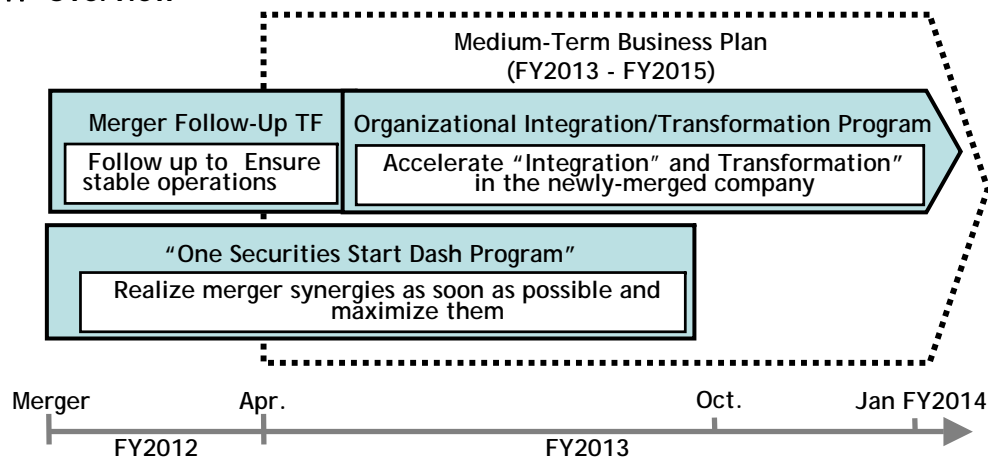 Medium-Term Business Plan
(FY2013 - FY2015)
Merger Follow-Up TF
Follow up to Ensure
stable operations
Organizational Integration/Transformation Program
Accelerate “Integration” and Transformation”
in the newly-merged company
“One Securities Start Dash Program”
Realize merger synergies as soon as possible and
maximize them
Merger Apr. Oct. Jan FY2014
FY2012 FY2013